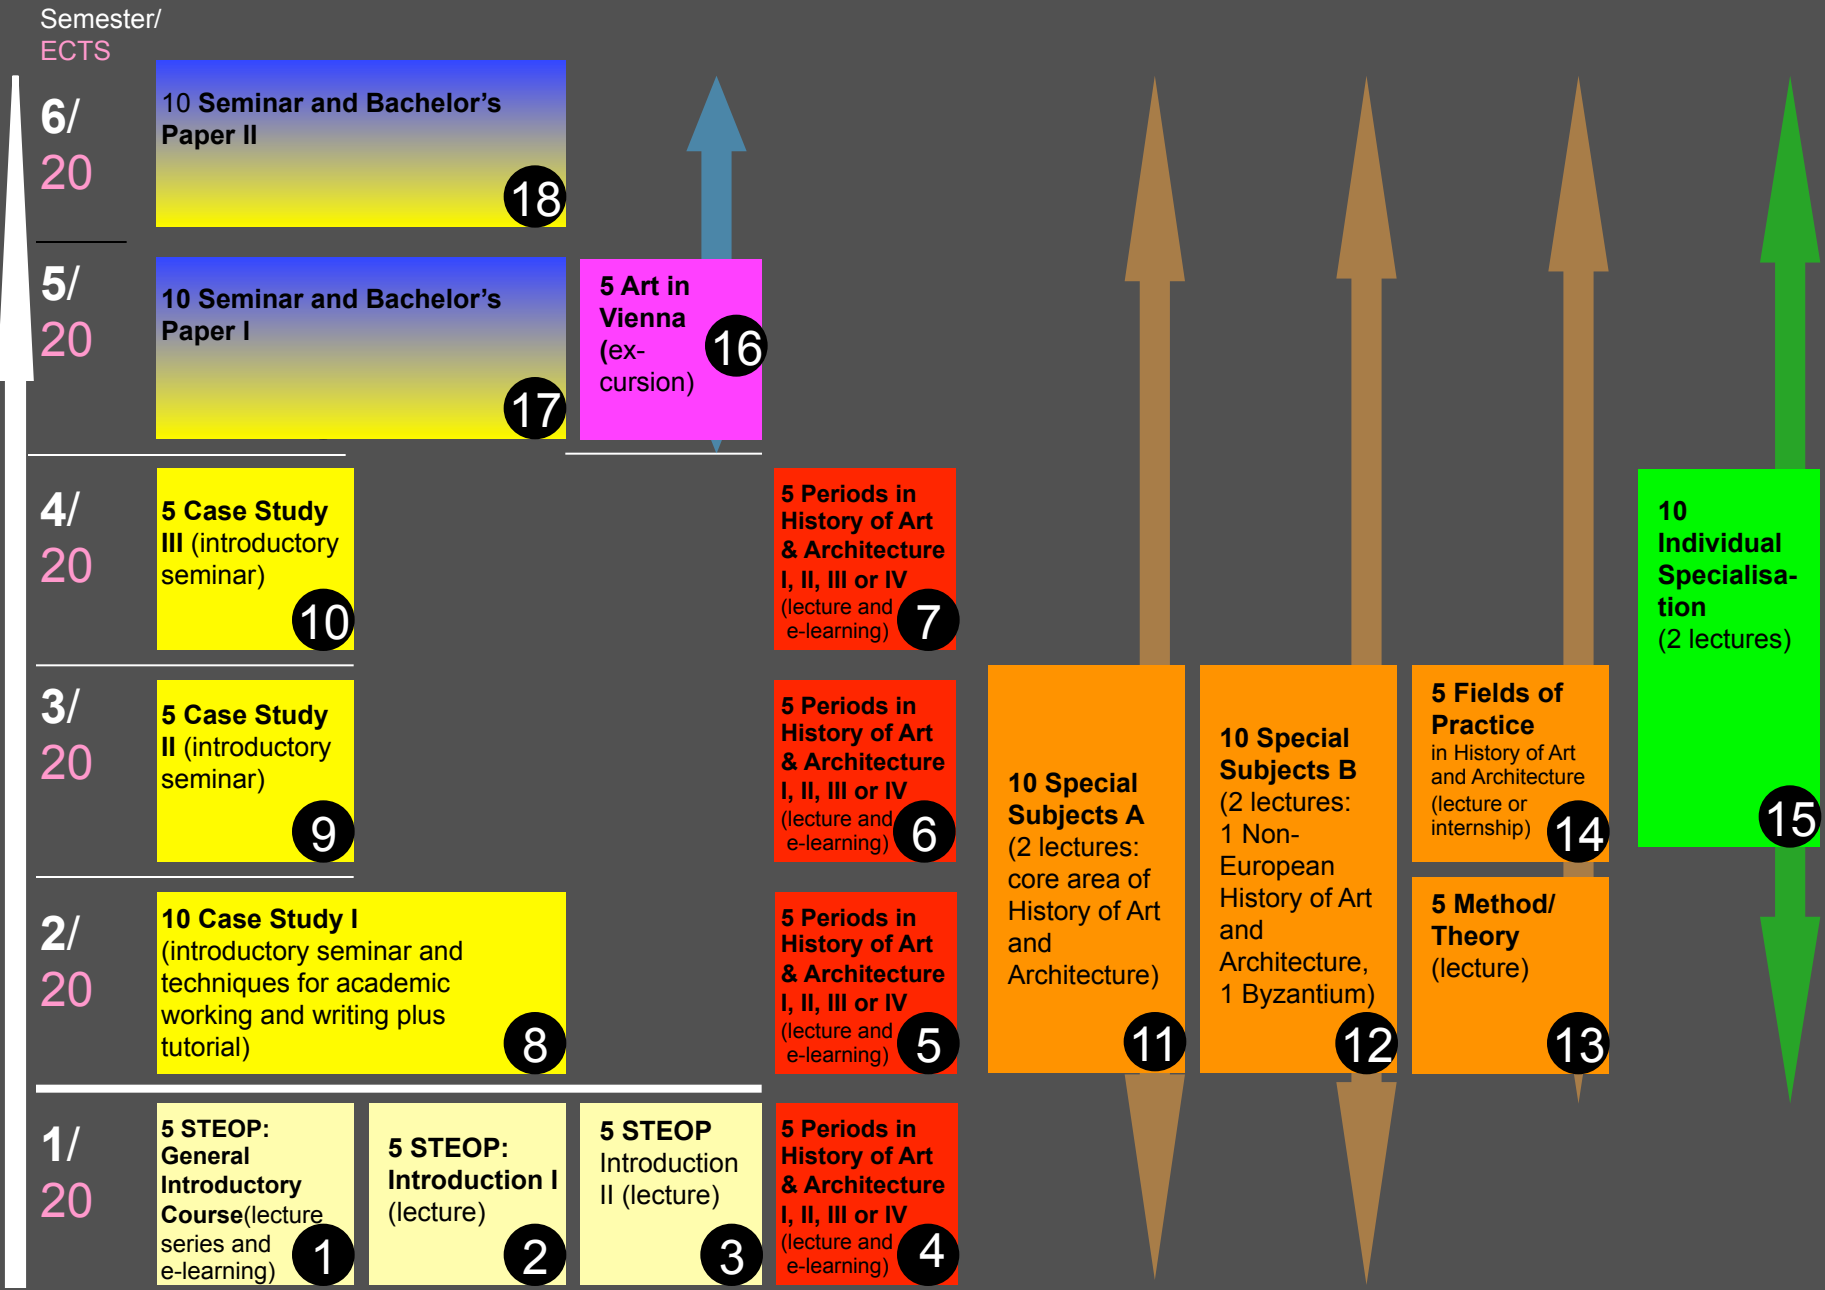 Semester/
ECTS
6/
20
10 Seminar and Bachelor's
Paper II
18
5/
20
10 Seminar and Bachelor's
Paper I
17
5 Art in
Vienna
(ex-
cursion)
16
4/
20
5 Case Study
III (introductory
seminar)
10
5 Periods in
History of Art
& Architecture
I, II, III or IV
(lecture and
e-learning)
7
10
Individual
Specialisa-
tion
(2 lectures)
15
3/
20
5 Case Study
II (introductory
seminar)
9
5 Periods in
History of Art
& Architecture
I, II, III or IV
(lecture and
e-learning)
6
10 Special
Subjects A
(2 lectures:
core area of
History of Art
and
Architecture)
11
10 Special
Subjects B
(2 lectures:
1 Non-
European
History of Art
and
Architecture,
1 Byzantium)
12
5 Fields of
Practice
in History of Art
and Architecture
(lecture or
internship)
14
2/
20
10 Case Study I
(introductory seminar and
techniques for academic
working and writing plus
tutorial)
8
5 Periods in
History of Art
& Architecture
I, II, III or IV
(lecture and
e-learning)
5
5 Method/
Theory
(lecture)
13
1/
20
5 STEOP:
General
Introductory
Course(lecture
series and
e-learning)
1
5 STEOP:
Introduction I
(lecture)
2
5 STEOP
Introduction
II (lecture)
3
5 Periods in
History of Art
& Architecture
I, II, III or IV
(lecture and
e-learning)
4